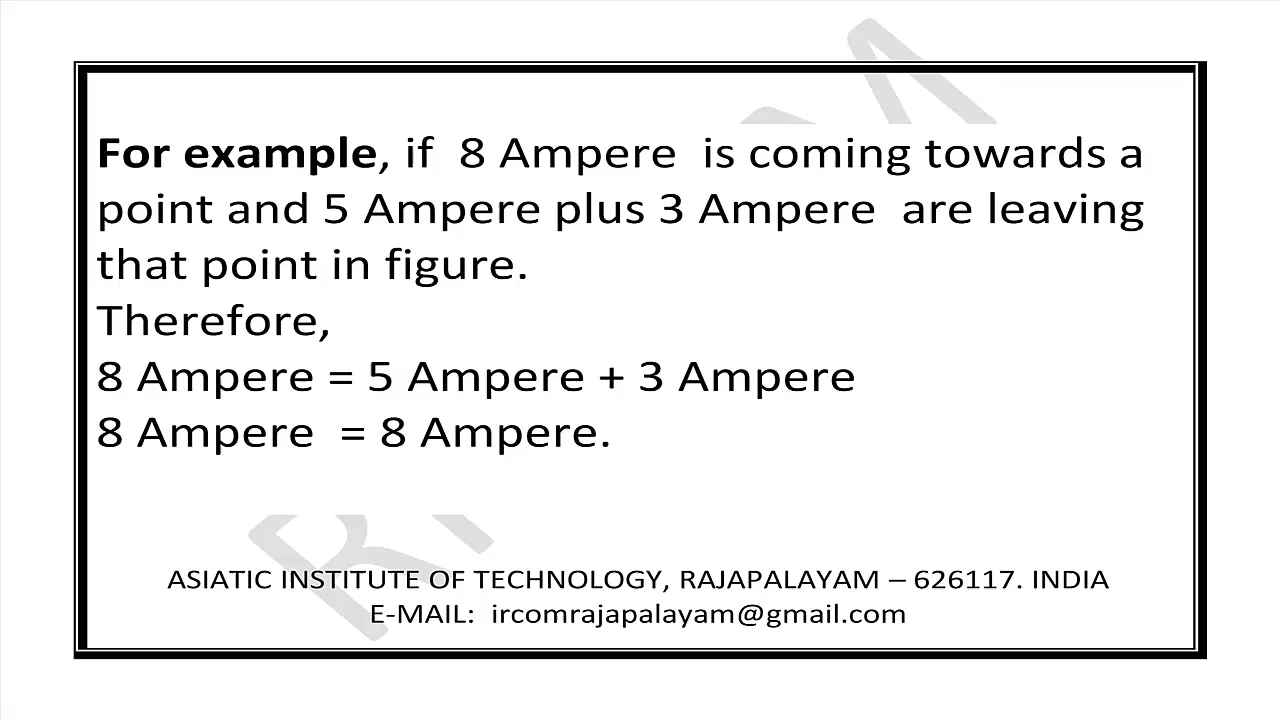 For example, if 8 Ampere is coming towards a
point and 5 Ampere plus 3 Ampere are leaving
that point in figure.
Therefore,
8 Ampere = 5 Ampere + 3 Ampere
8 Ampere = 8 Ampere.
ASIATIC INSTITUTE OF TECHNOLOGY, RAJAPALAYAM – 626117. INDIA
E-MAIL: ircomrajapalayam@gmail.com